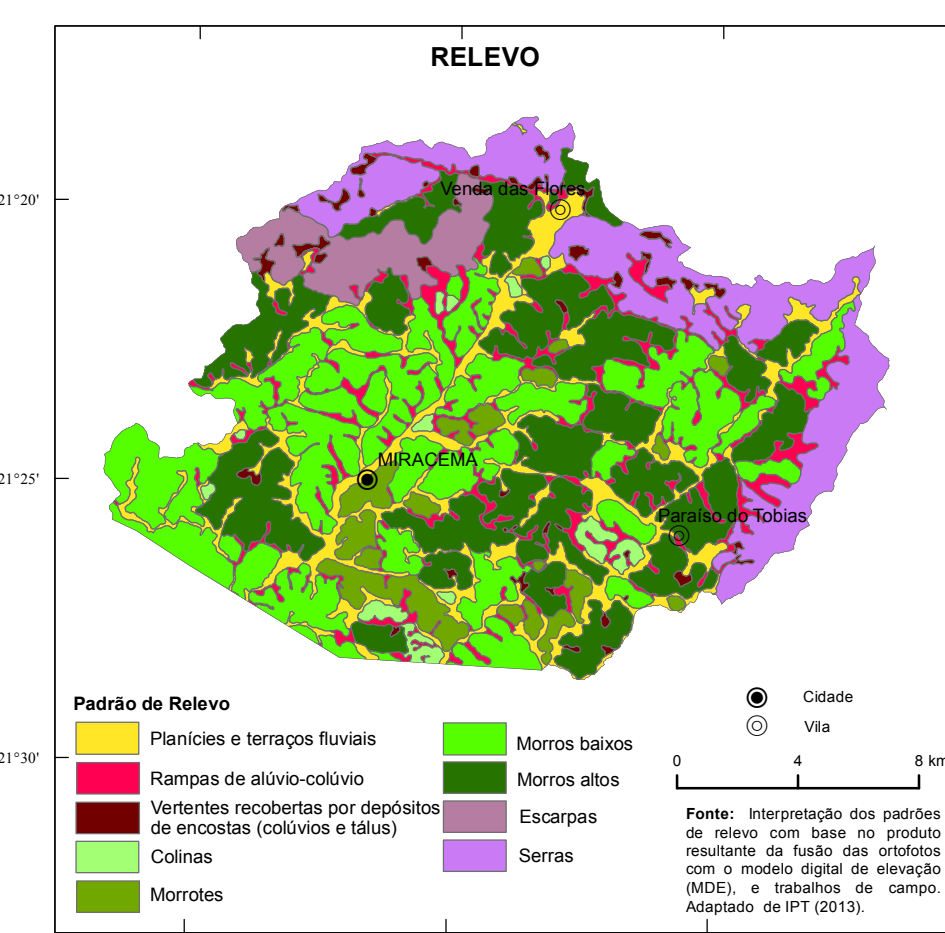 RELEVO
21°20'
Venda das Flores
21°25'
MIRACEMA
Paraíso do Tobias
21°30'
Padrão de Relevo
Planícies e terraços fluviais
Rampas de alúvio-colúvio
Vertentes recobertas por depósitos
de encostas (colúvios e tálus)
Colinas
Morrotes
Morros baixos
Morros altos
Escarpas
Serras
Cidade
Vila
0 4 8 km
Fonte: Interpretação dos padrões
de relevo com base no produto
resultante da fusão das ortofotos
com o modelo digital de elevação
(MDE), e trabalhos de campo.
Adaptado de IPT (2013).